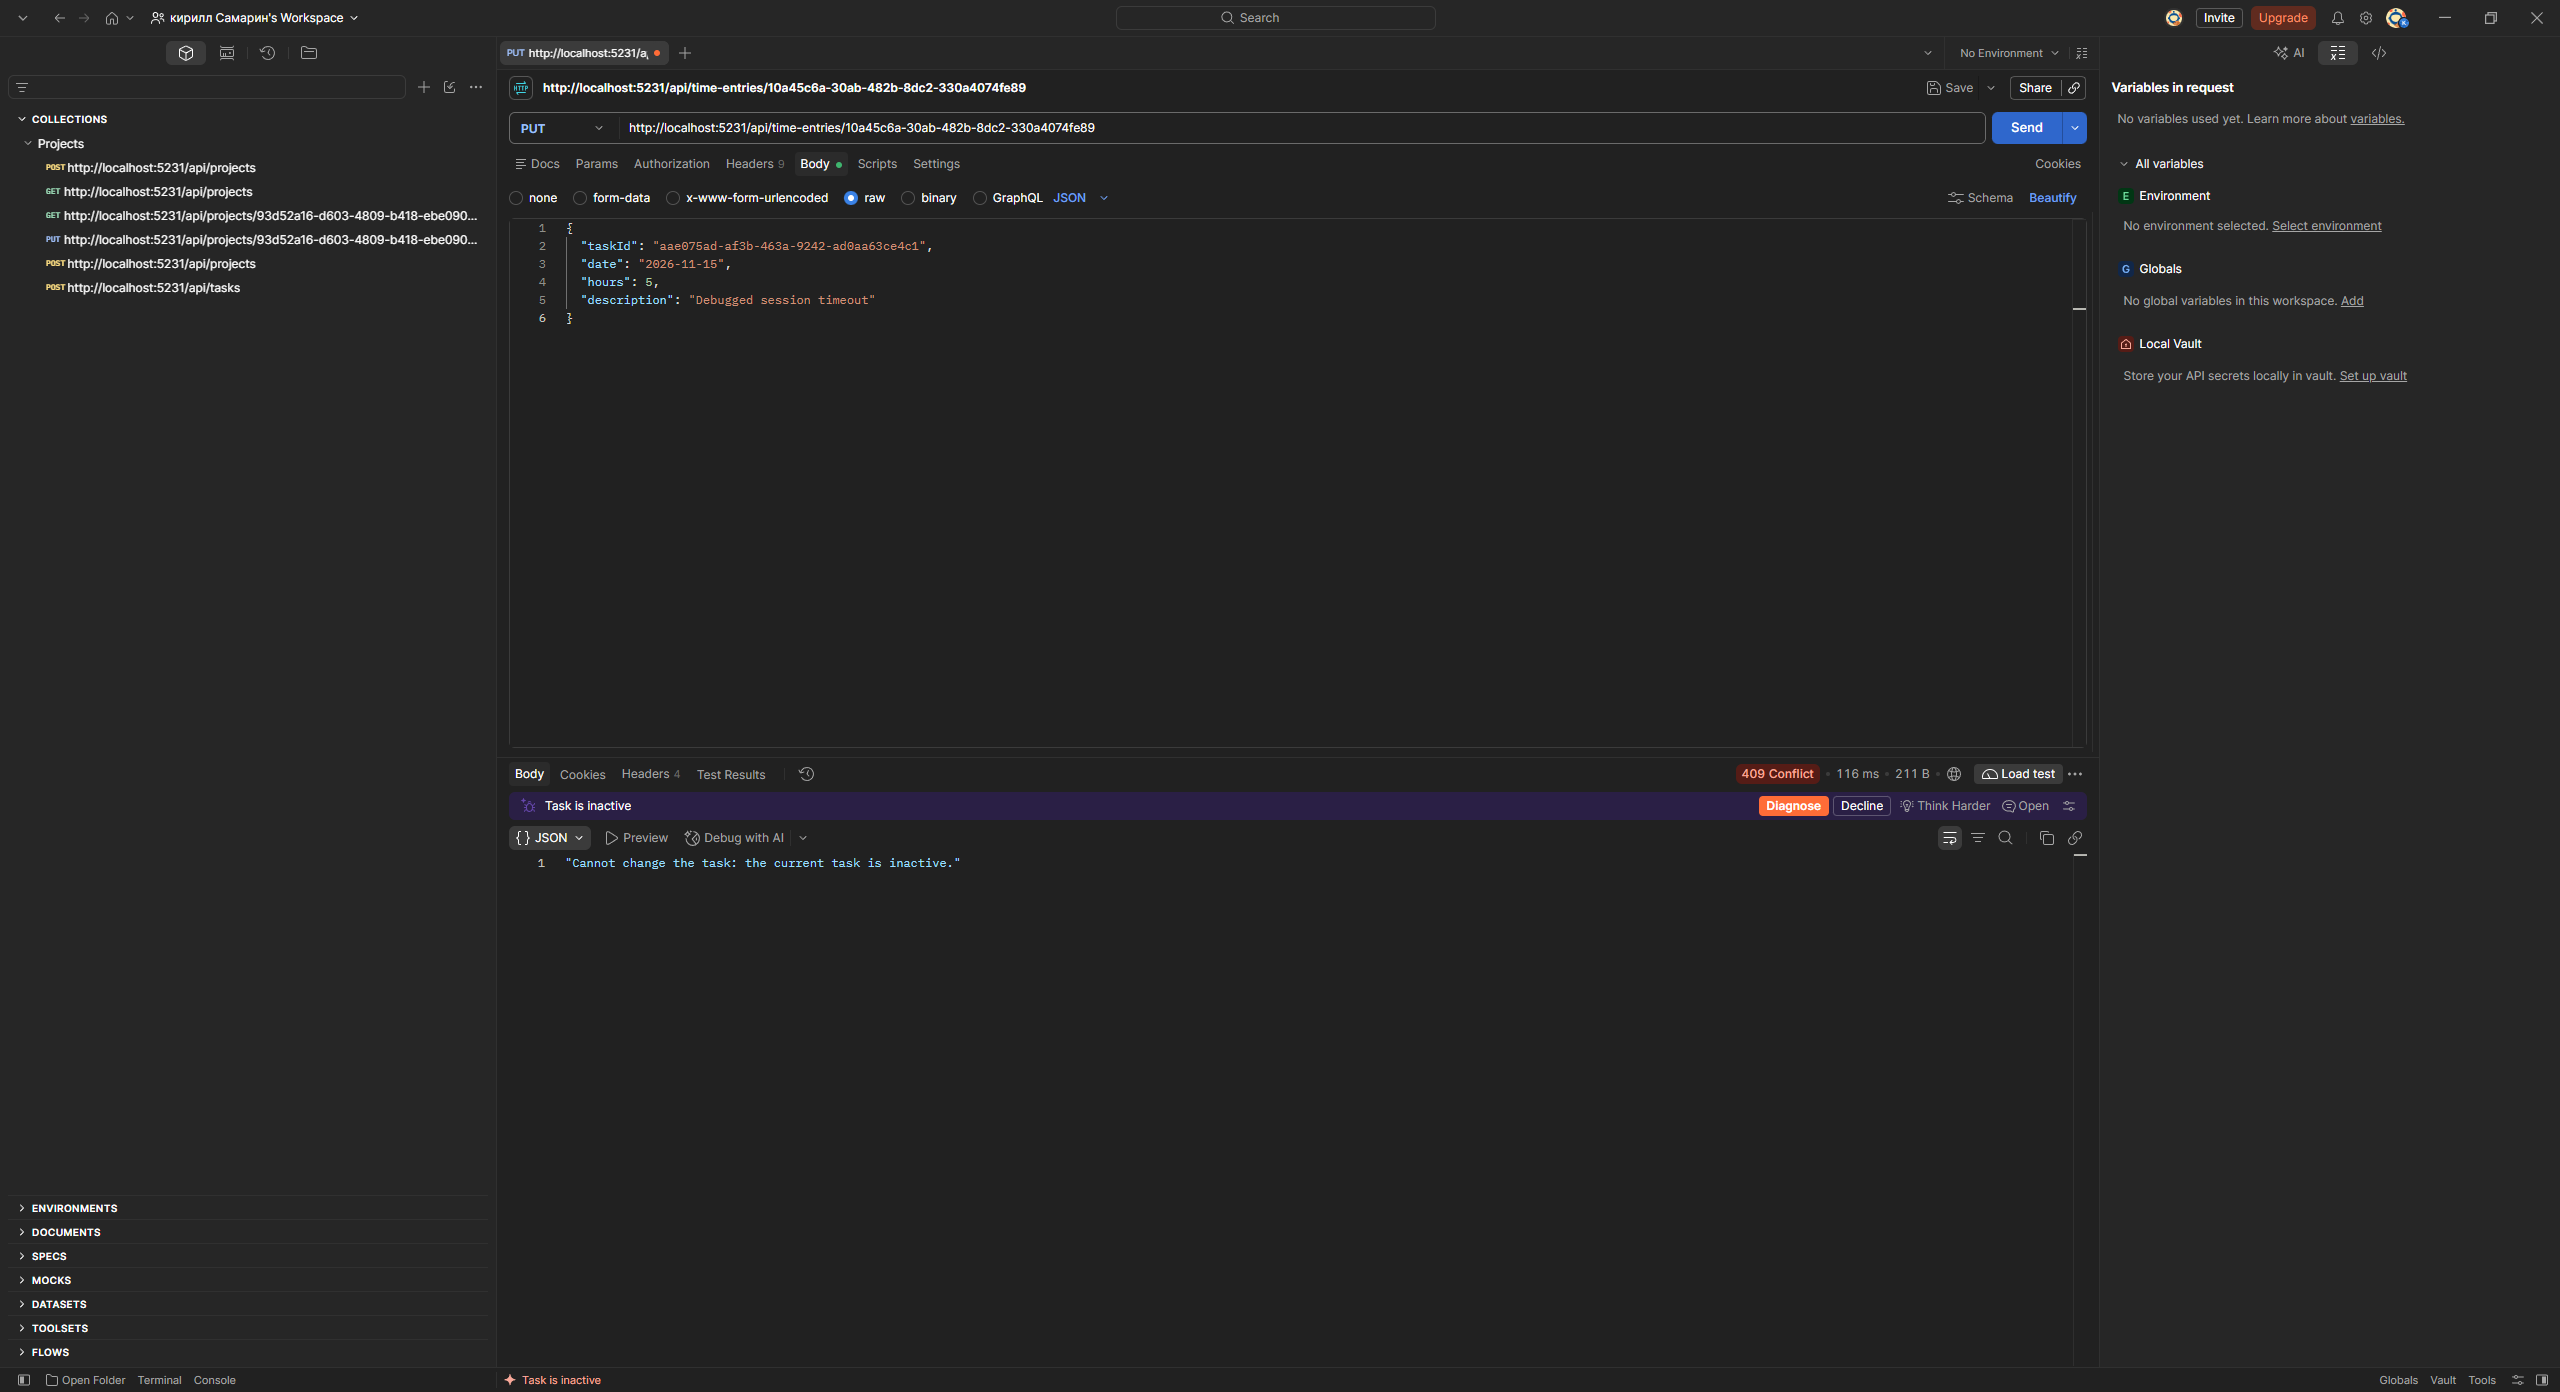 кирилл Самарин's Workspace
Search
Invite
Upgrade
PUT http://localhost:5231/a
No Environment
AI
COLLECTIONS
Projects
POST http://localhost:5231/api/projects
GET http://localhost:5231/api/projects
GET http://localhost:5231/api/projects/93d52a16-d603-4809-b418-ebe090...
PUT http://localhost:5231/api/projects/93d52a16-d603-4809-b418-ebe090...
POST http://localhost:5231/api/projects
POST http://localhost:5231/api/tasks
ENVIRONMENTS
DOCUMENTS
SPECS
MOCKS
DATASETS
TOOLSETS
FLOWS
HTTP http://localhost:5231/api/time-entries/10a45c6a-30ab-482b-8dc2-330a4074fe89
Save
Share
PUT http://localhost:5231/api/time-entries/10a45c6a-30ab-482b-8dc2-330a4074fe89
Send
Docs Params Authorization Headers 9 Body Scripts Settings
Cookies
none form-data x-www-form-urlencoded raw binary GraphQL JSON
Schema Beautify
1 {
2 "taskId": "aae075ad-af3b-463a-9242-ad0aa63ce4c1",
3 "date": "2026-11-15",
4 "hours": 5,
5 "description": "Debugged session timeout"
6 }
Body Cookies Headers 4 Test Results
409 Conflict • 116 ms • 211 B
Load test
Task is inactive
Diagnose Decline Think Harder Open
{} JSON Preview Debug with AI
1 "Cannot change the task: the current task is inactive."
Variables in request
No variables used yet. Learn more about variables.
All variables
E Environment
No environment selected. Select environment
G Globals
No global variables in this workspace. Add
Local Vault
Store your API secrets locally in vault. Set up vault
Open Folder Terminal Console
Task is inactive
Globals Vault Tools